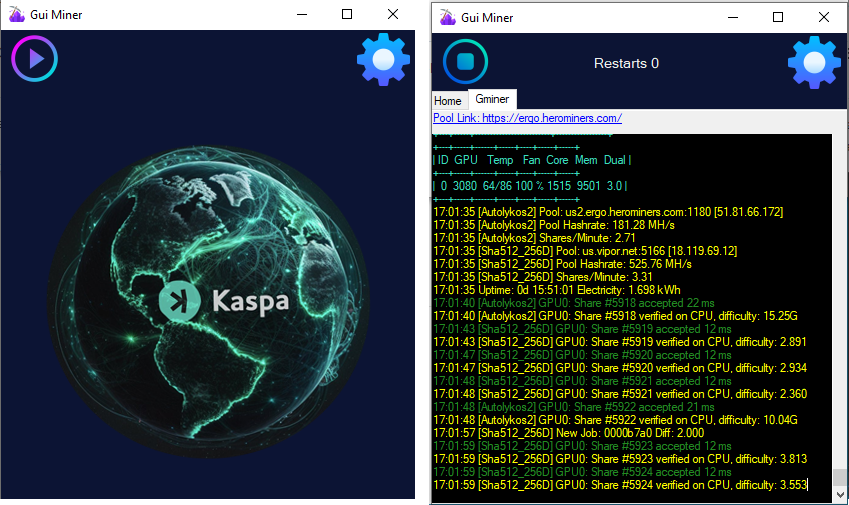 Gui Miner
Kaspa
Gui Miner
Restarts 0
Home Gminer
Pool Link: https://ergo.herominers.com/
+---+------+-------+------+------+------+------+
| ID  GPU  Temp  Fan  Core  Mem  Dual |
+---+------+-------+------+------+------+------+
| 0  3080  64/86  100 %  1515  9501  3.0 |
+---+------+-------+------+------+------+------+
17:01:35 [Autolykos2] Pool: us2.ergo.herominers.com:1180 [51.81.66.172]
17:01:35 [Autolykos2] Pool Hashrate: 181.28 MH/s
17:01:35 [Autolykos2] Shares/Minute: 2.71
17:01:35 [Sha512_256D] Pool: us.vipor.net:5166 [18.119.69.12]
17:01:35 [Sha512_256D] Pool Hashrate: 525.76 MH/s
17:01:35 [Sha512_256D] Shares/Minute: 3.31
17:01:35 Uptime: 0d 15:51:01 Electricity: 1.698 kWh
17:01:40 [Autolykos2] GPU0: Share #5918 accepted 22 ms
17:01:40 [Autolykos2] GPU0: Share #5918 verified on CPU, difficulty: 15.25G
17:01:43 [Sha512_256D] GPU0: Share #5919 accepted 12 ms
17:01:43 [Sha512_256D] GPU0: Share #5919 verified on CPU, difficulty: 2.891
17:01:47 [Sha512_256D] GPU0: Share #5920 accepted 12 ms
17:01:47 [Sha512_256D] GPU0: Share #5920 verified on CPU, difficulty: 2.934
17:01:48 [Sha512_256D] GPU0: Share #5921 accepted 12 ms
17:01:48 [Sha512_256D] GPU0: Share #5921 verified on CPU, difficulty: 2.360
17:01:48 [Autolykos2] GPU0: Share #5922 accepted 21 ms
17:01:48 [Autolykos2] GPU0: Share #5922 verified on CPU, difficulty: 10.04G
17:01:57 [Sha512_256D] New Job: 0000b7a0 Diff: 2.000
17:01:59 [Sha512_256D] GPU0: Share #5923 accepted 12 ms
17:01:59 [Sha512_256D] GPU0: Share #5923 verified on CPU, difficulty: 3.813
17:01:59 [Sha512_256D] GPU0: Share #5924 accepted 12 ms
17:01:59 [Sha512_256D] GPU0: Share #5924 verified on CPU, difficulty: 3.553